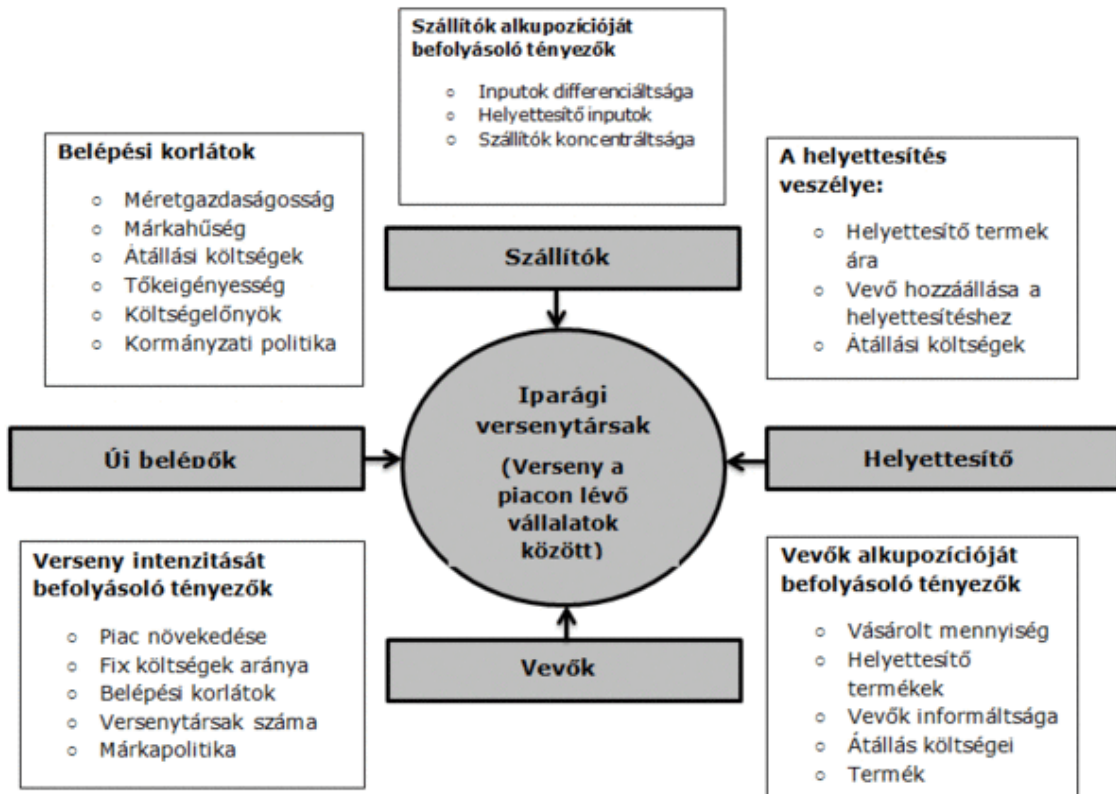 Szállítók alkupozícióját
befolyásoló tényezők
○ Inputok differenciáltsága
○ Helyettesítő inputok
○ Szállítók koncentráltsága
Belépési korlátok
○ Méretgazdaságosság
○ Márkahűség
○ Átállási költségek
○ Tőkeigényesség
○ Költségelőnyök
○ Kormányzati politika
A helyettesítés
veszélye:
○ Helyettesítő termek
ára
○ Vevő hozzáállása a
helyettesítéshez
○ Átállási költségek
Szállítók
Iparági
versenytársak
(Verseny a
piacon lévő
vállalatok
között)
Új belépők
Helyettesítő
Verseny intenzitását
befolyásoló tényezők
○ Piac növekedése
○ Fix költségek aránya
○ Belépési korlátok
○ Versenytársak száma
○ Márkapolitika
Vevők
Vevők alkupozícióját
befolyásoló tényezők
○ Vásárolt mennyiség
○ Helyettesítő
termékek
○ Vevők informáltsága
○ Átállás költségei
○ Termék